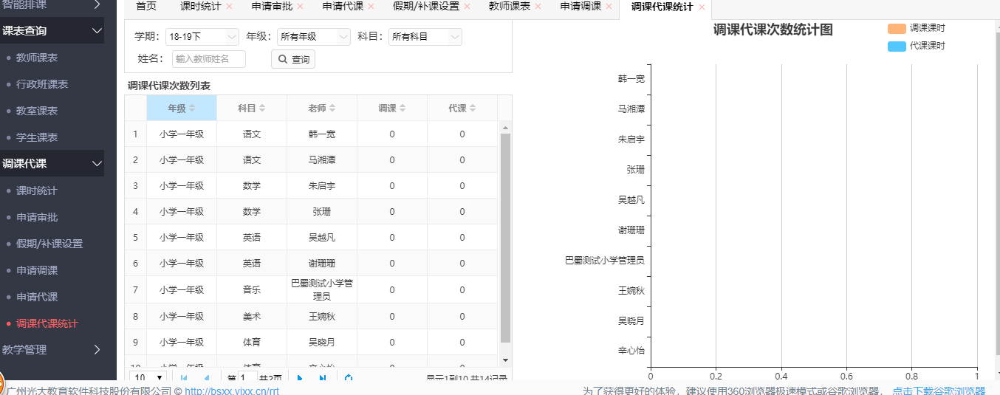 智能排课
课表查询
教师课表
行政班课表
教室课表
学生课表
调课代课
课时统计
申请审批
假期/补课设置
申请调课
申请代课
调课代课统计
教学管理
首页 课时统计 × 申请审批 × 申请代课 × 假期/补课设置 × 教师课表 × 申请调课 × 调课代课统计 ×
学期： 18-19下 年级： 所有年级 科目： 所有科目
姓名： 输入教师姓名 查询
调课代课次数列表
年级 科目 老师 调课 代课
1 小学一年级 语文 韩一宽 0 0
2 小学一年级 语文 马湘潭 0 0
3 小学一年级 数学 朱启宇 0 0
4 小学一年级 数学 张珊 0 0
5 小学一年级 英语 吴越凡 0 0
6 小学一年级 英语 谢珊珊 0 0
7 小学一年级 音乐 巴蜀测试小学管理员 0 0
8 小学一年级 美术 王婉秋 0 0
9 小学一年级 体育 吴晓月 0 0
10 小学一年级 体育 辛心怡 0 0
10 第 1 共2页 显示1到10,共14记录
调课代课次数统计图
调课课时
代课课时
韩一宽
马湘潭
朱启宇
张珊
吴越凡
谢珊珊
巴蜀测试小学管理员
王婉秋
吴晓月
辛心怡
0 0.2 0.4 0.6 0.8 1
广州光大教育软件科技股份有限公司 © http://bsxx.yixx.cn/rrt
为了获得更好的体验，建议使用360浏览器极速模式或谷歌浏览器， 点击下载谷歌浏览器